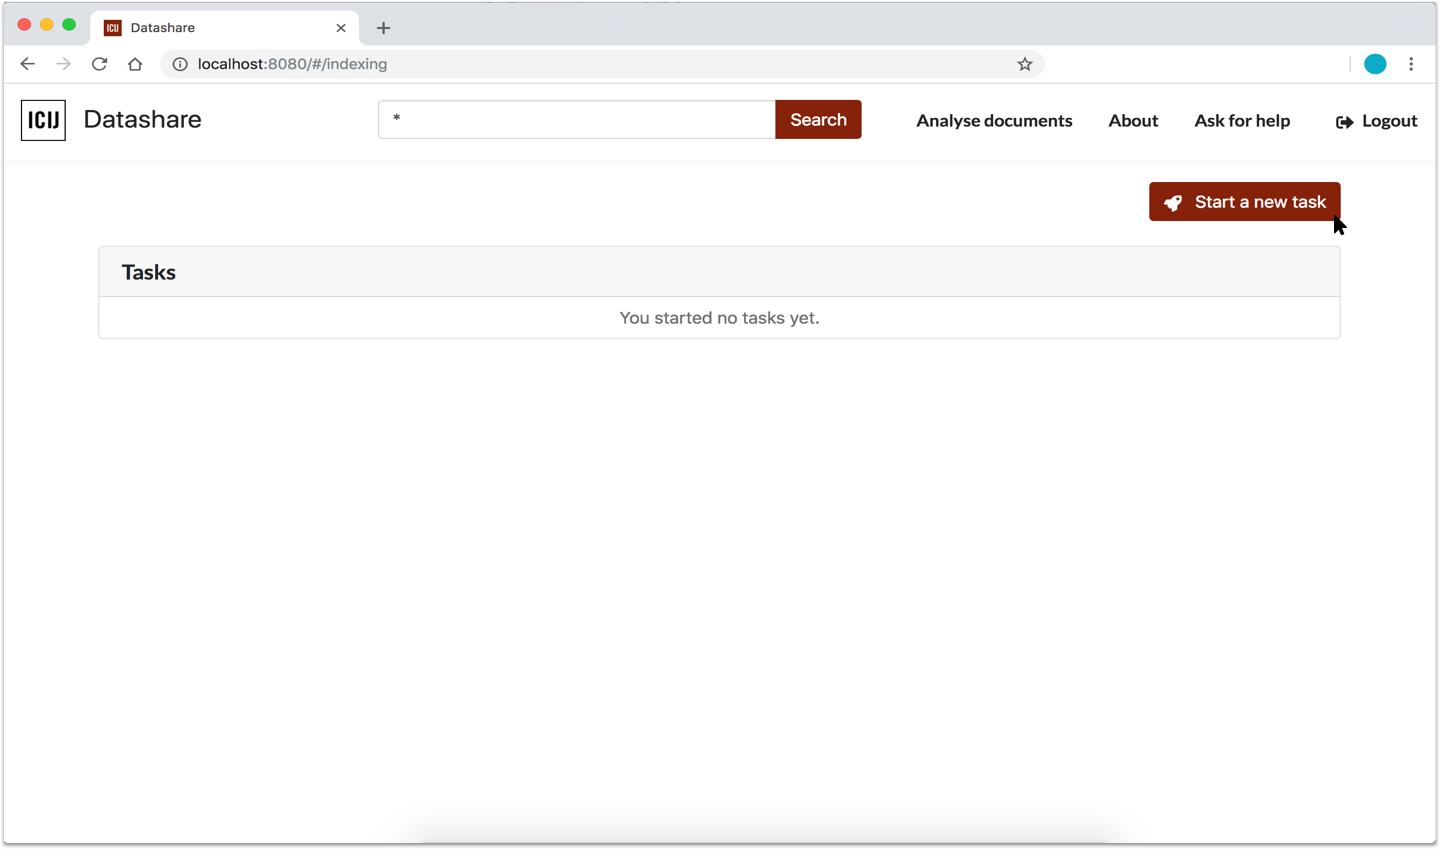 ICIJ Datashare
localhost:8080/#/indexing
ICIJ Datashare * Search Analyse documents About Ask for help Logout
Start a new task
Tasks
You started no tasks yet.